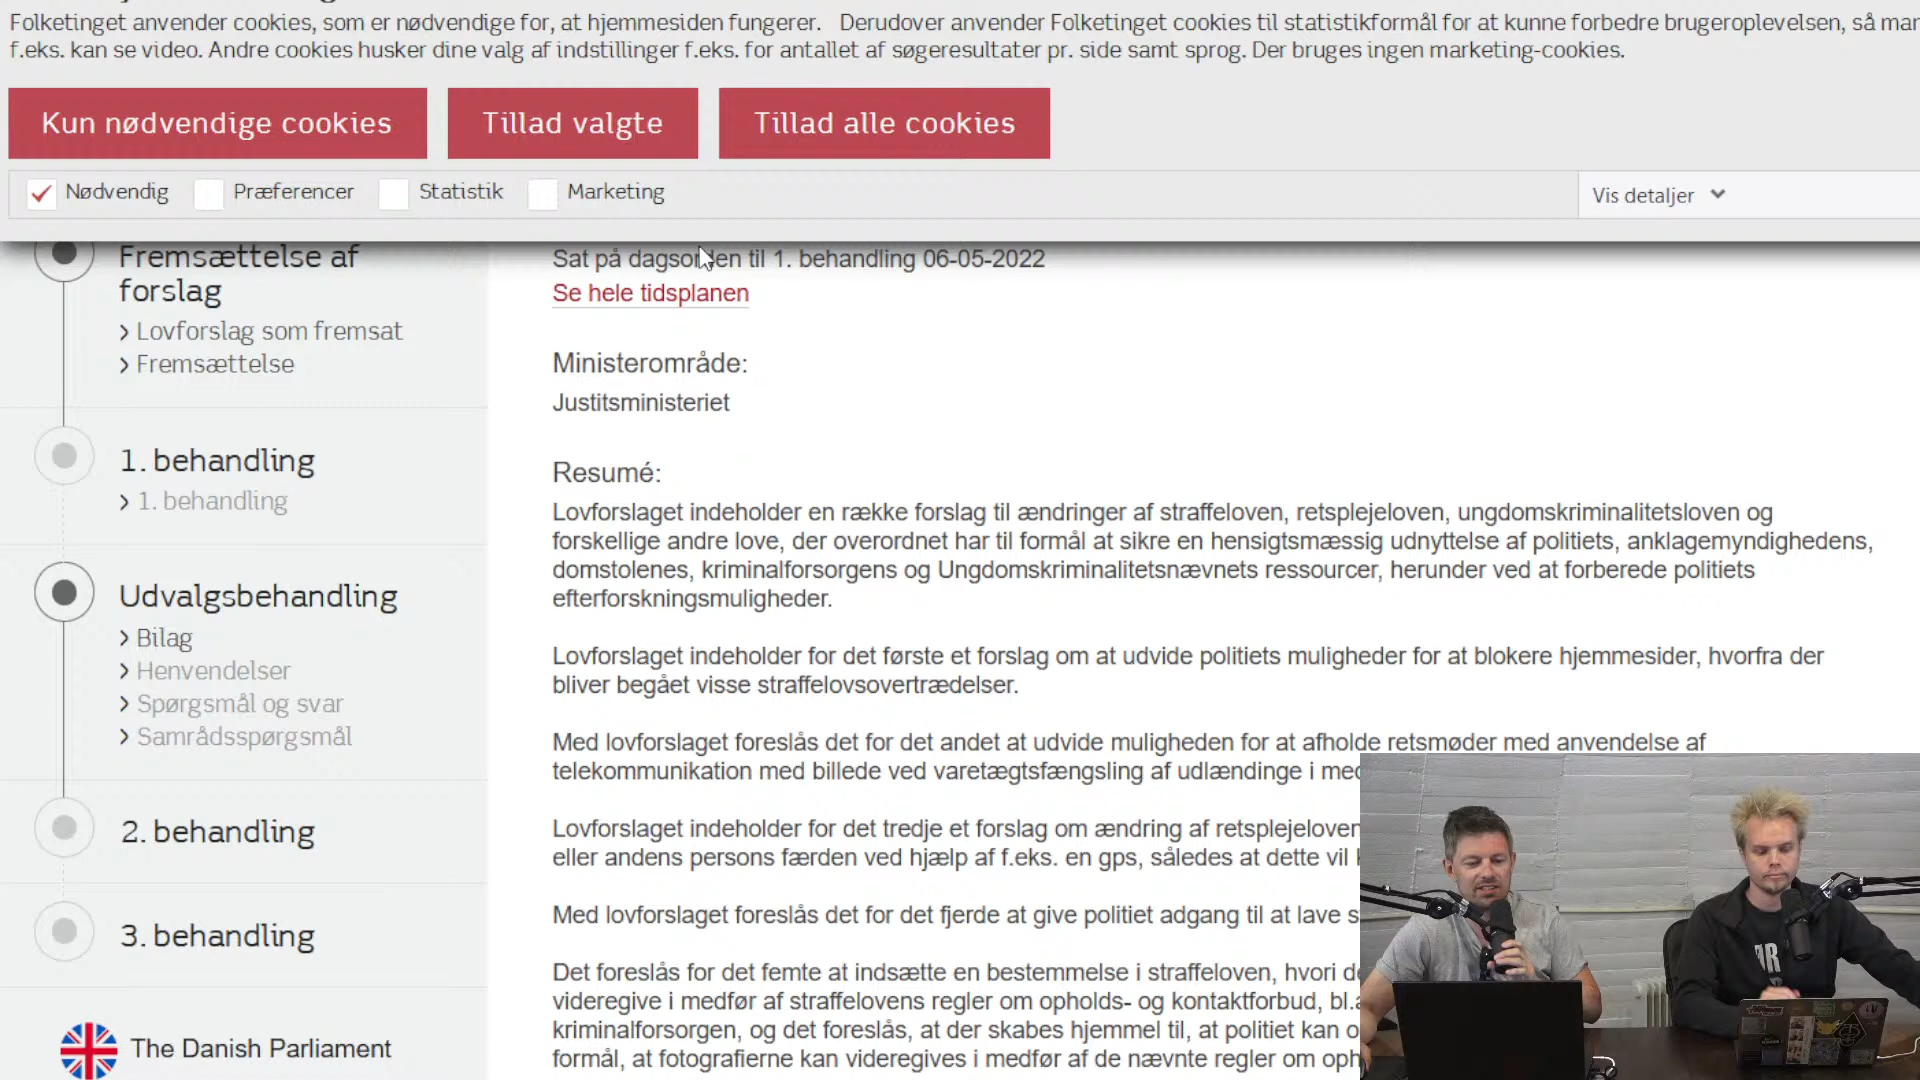 Folketinget anvender cookies, som er nødvendige for, at hjemmesiden fungerer.   Derudover anvender Folketinget cookies til statistikformål for at kunne forbedre brugeroplevelsen, så
f.eks. kan se video. Andre cookies husker dine valg af indstillinger f.eks. for antallet af søgeresultater pr. side samt sprog. Der bruges ingen marketing-cookies.
Kun nødvendige cookies
Tillad valgte
Tillad alle cookies
Nødvendig
Præferencer
Statistik
Marketing
Vis detaljer
Fremsættelse af
forslag
Lovforslag som fremsat
Fremsættelse
1. behandling
1. behandling
Udvalgsbehandling
Bilag
Henvendelser
Spørgsmål og svar
Samrådsspørgsmål
2. behandling
3. behandling
The Danish Parliament
Sat på dagsorden til 1. behandling 06-05-2022
Se hele tidsplanen
Ministerområde:
Justitsministeriet
Resumé:
Lovforslaget indeholder en række forslag til ændringer af straffeloven, retsplejeloven, ungdomskriminalitetsloven og
forskellige andre love, der overordnet har til formål at sikre en hensigtsmæssig udnyttelse af politiets, anklagemyndighedens,
domstolenes, kriminalforsorgens og Ungdomskriminalitetsnævnets ressourcer, herunder ved at forberede politiets
efterforskningsmuligheder.
Lovforslaget indeholder for det første et forslag om at udvide politiets muligheder for at blokere hjemmesider, hvorfra der
bliver begået visse straffelovsovertrædelser.
Med lovforslaget foreslås det for det andet at udvide muligheden for at afholde retsmøder med anvendelse af
telekommunikation med billede ved varetægtsfængsling af udlændinge i
Lovforslaget indeholder for det tredje et forslag om ændring af retsplejeloven
eller andens persons færden ved hjælp af f.eks. en gps, således at dette vil
Med lovforslaget foreslås det for det fjerde at give politiet adgang til at lave
Det foreslås for det femte at indsætte en bestemmelse i straffeloven, hvori
videregive i medfør af straffelovens regler om opholds- og kontaktforbud,
kriminalforsorgen, og det foreslås, at der skabes hjemmel til, at politiet kan
formål, at fotografierne kan videregives i medfør af de nævnte regler om